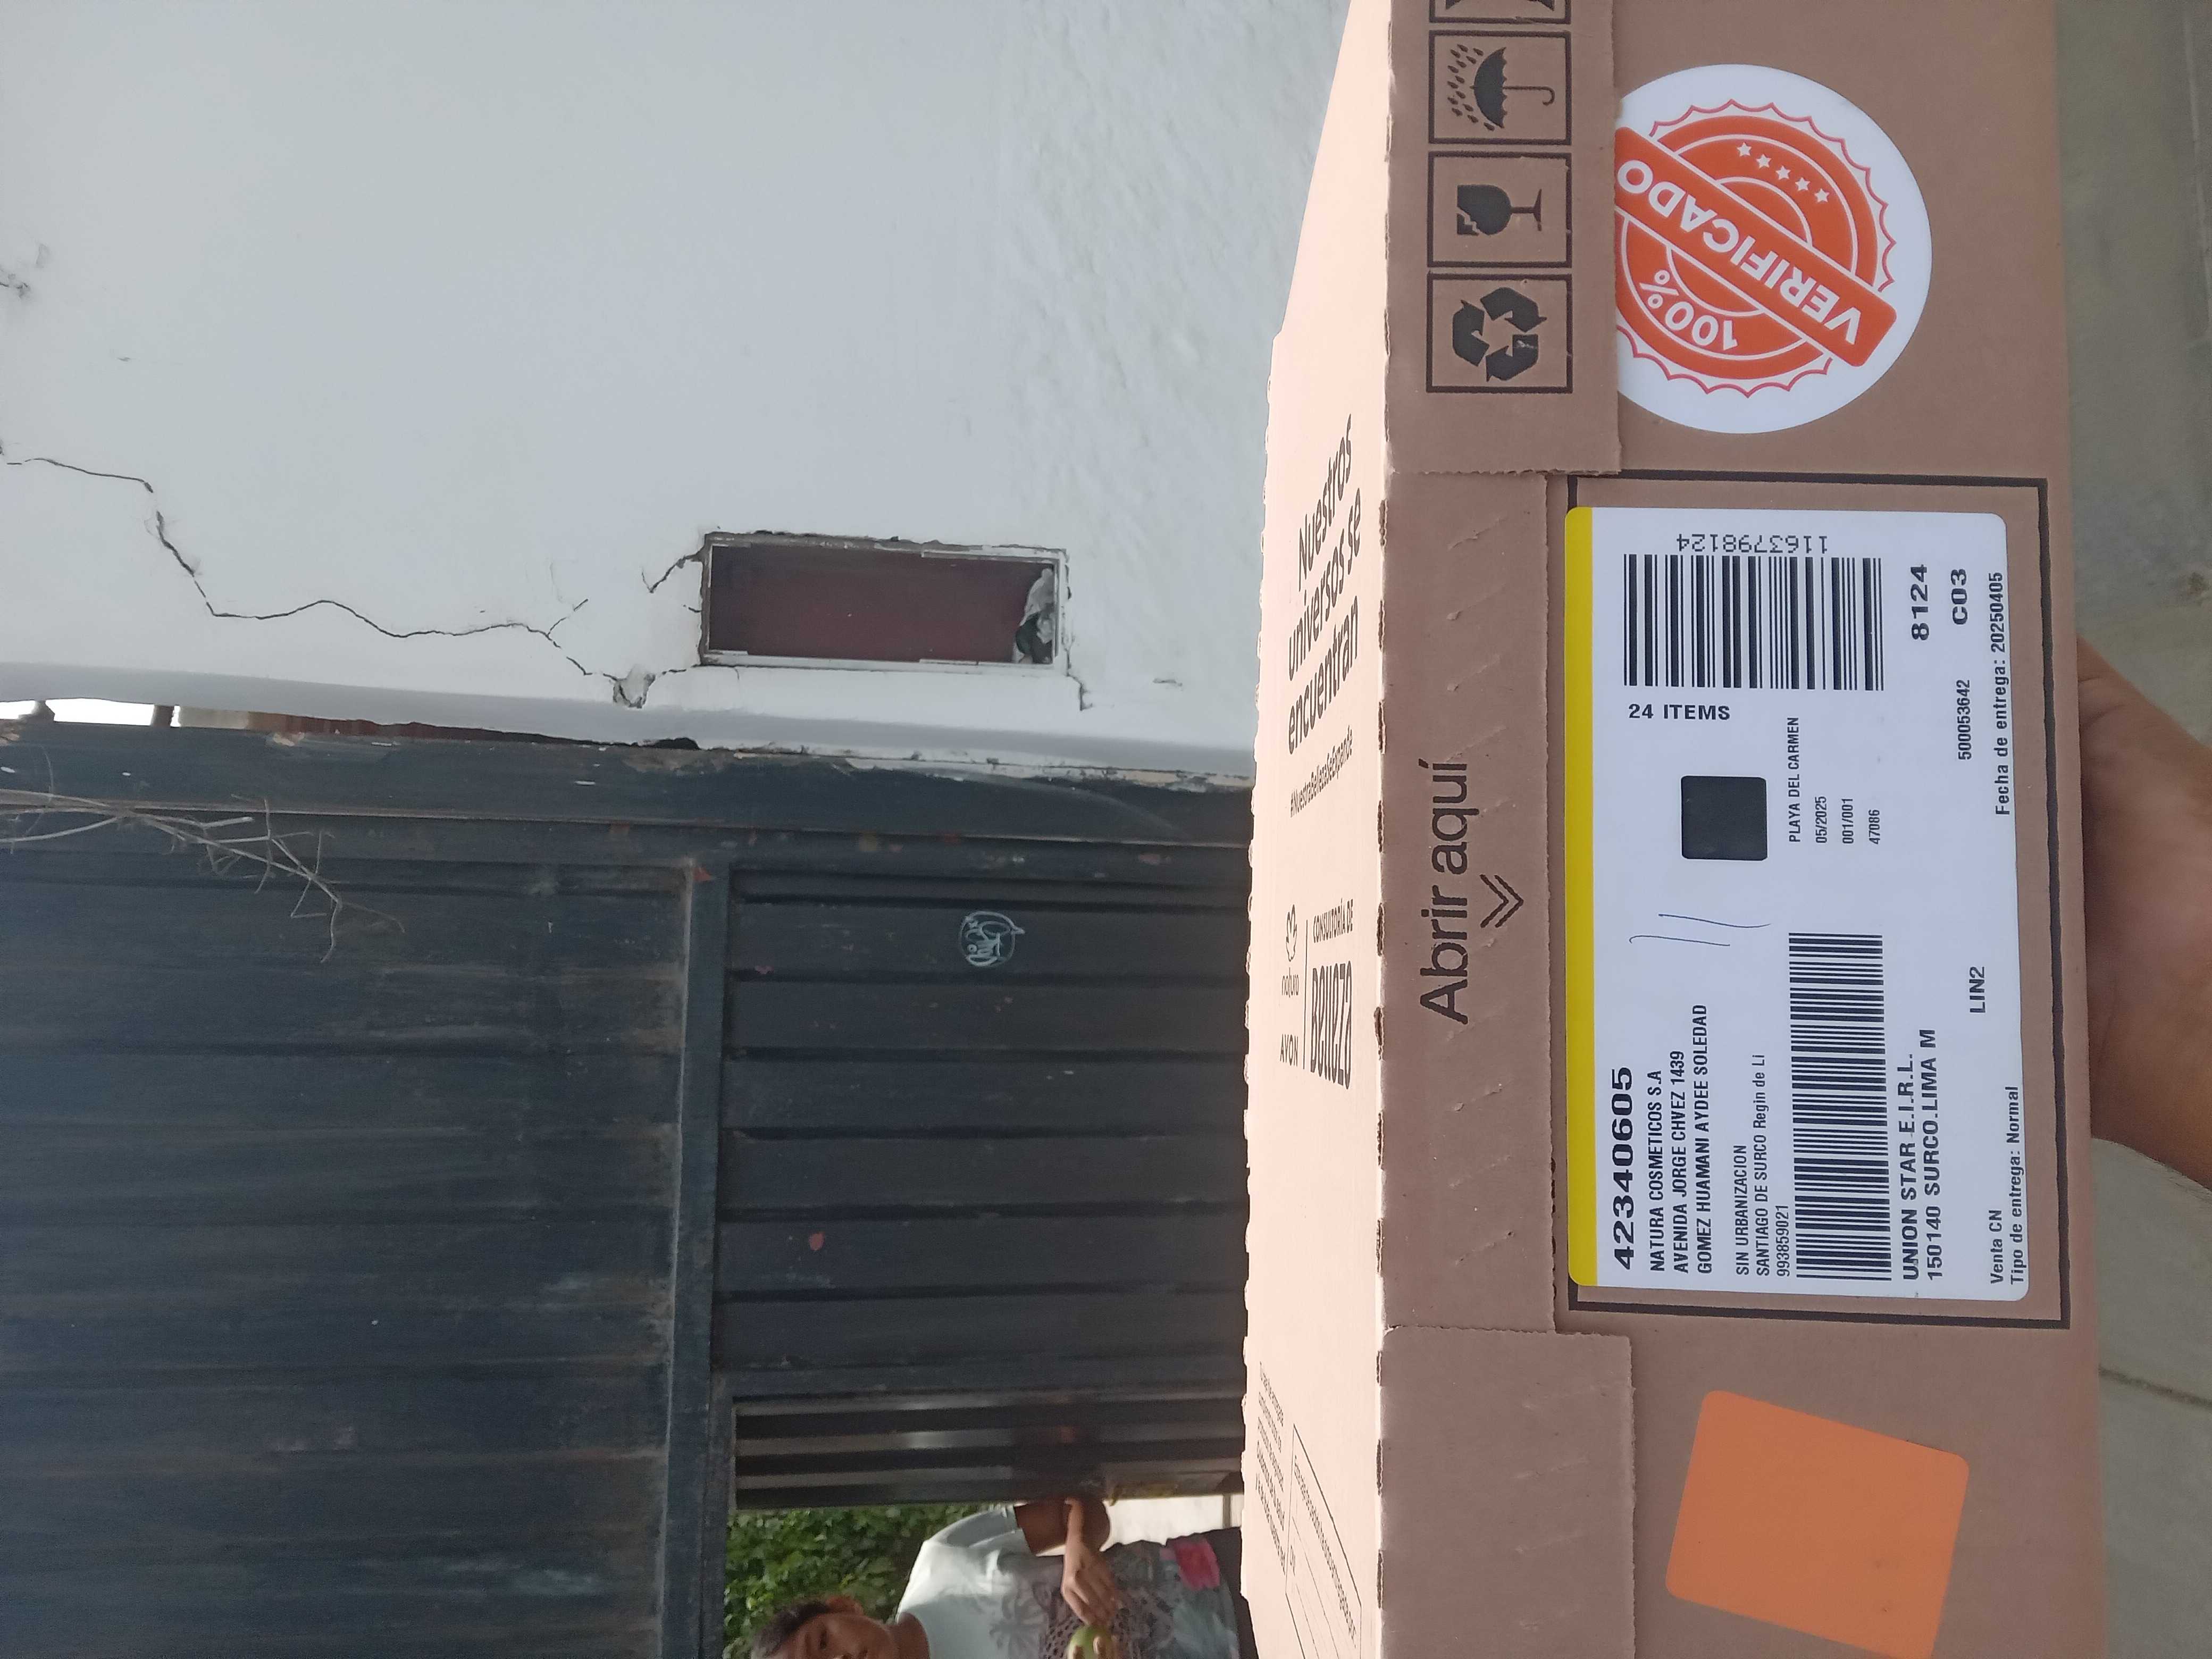 42340605
NATURA COSMETICOS S.A
AVENIDA JORGE CHVEZ 1439
GOMEZ HUAMANI AYDEE SOLEDAD
SIN URBANIZACION
SANTIAGO DE SURCO Regin de Li
993859021
UNION STAR E.I.R.L.
150140 SURCO.LIMA M
LIN2
Venta CN
Tipo de entrega: Normal
24 ITEMS
1163798124
PLAYA DEL CARMEN
05/2025
001/001
47086
8124
C03
500053642
Fecha de entrega: 20250405
Abrir aquí
100%
VERIFICADO
Nuestros
universos se
encuentran
#NuestraBellezaSeExpande
AVON
natura
CONSULTORÍA DE
Belleza